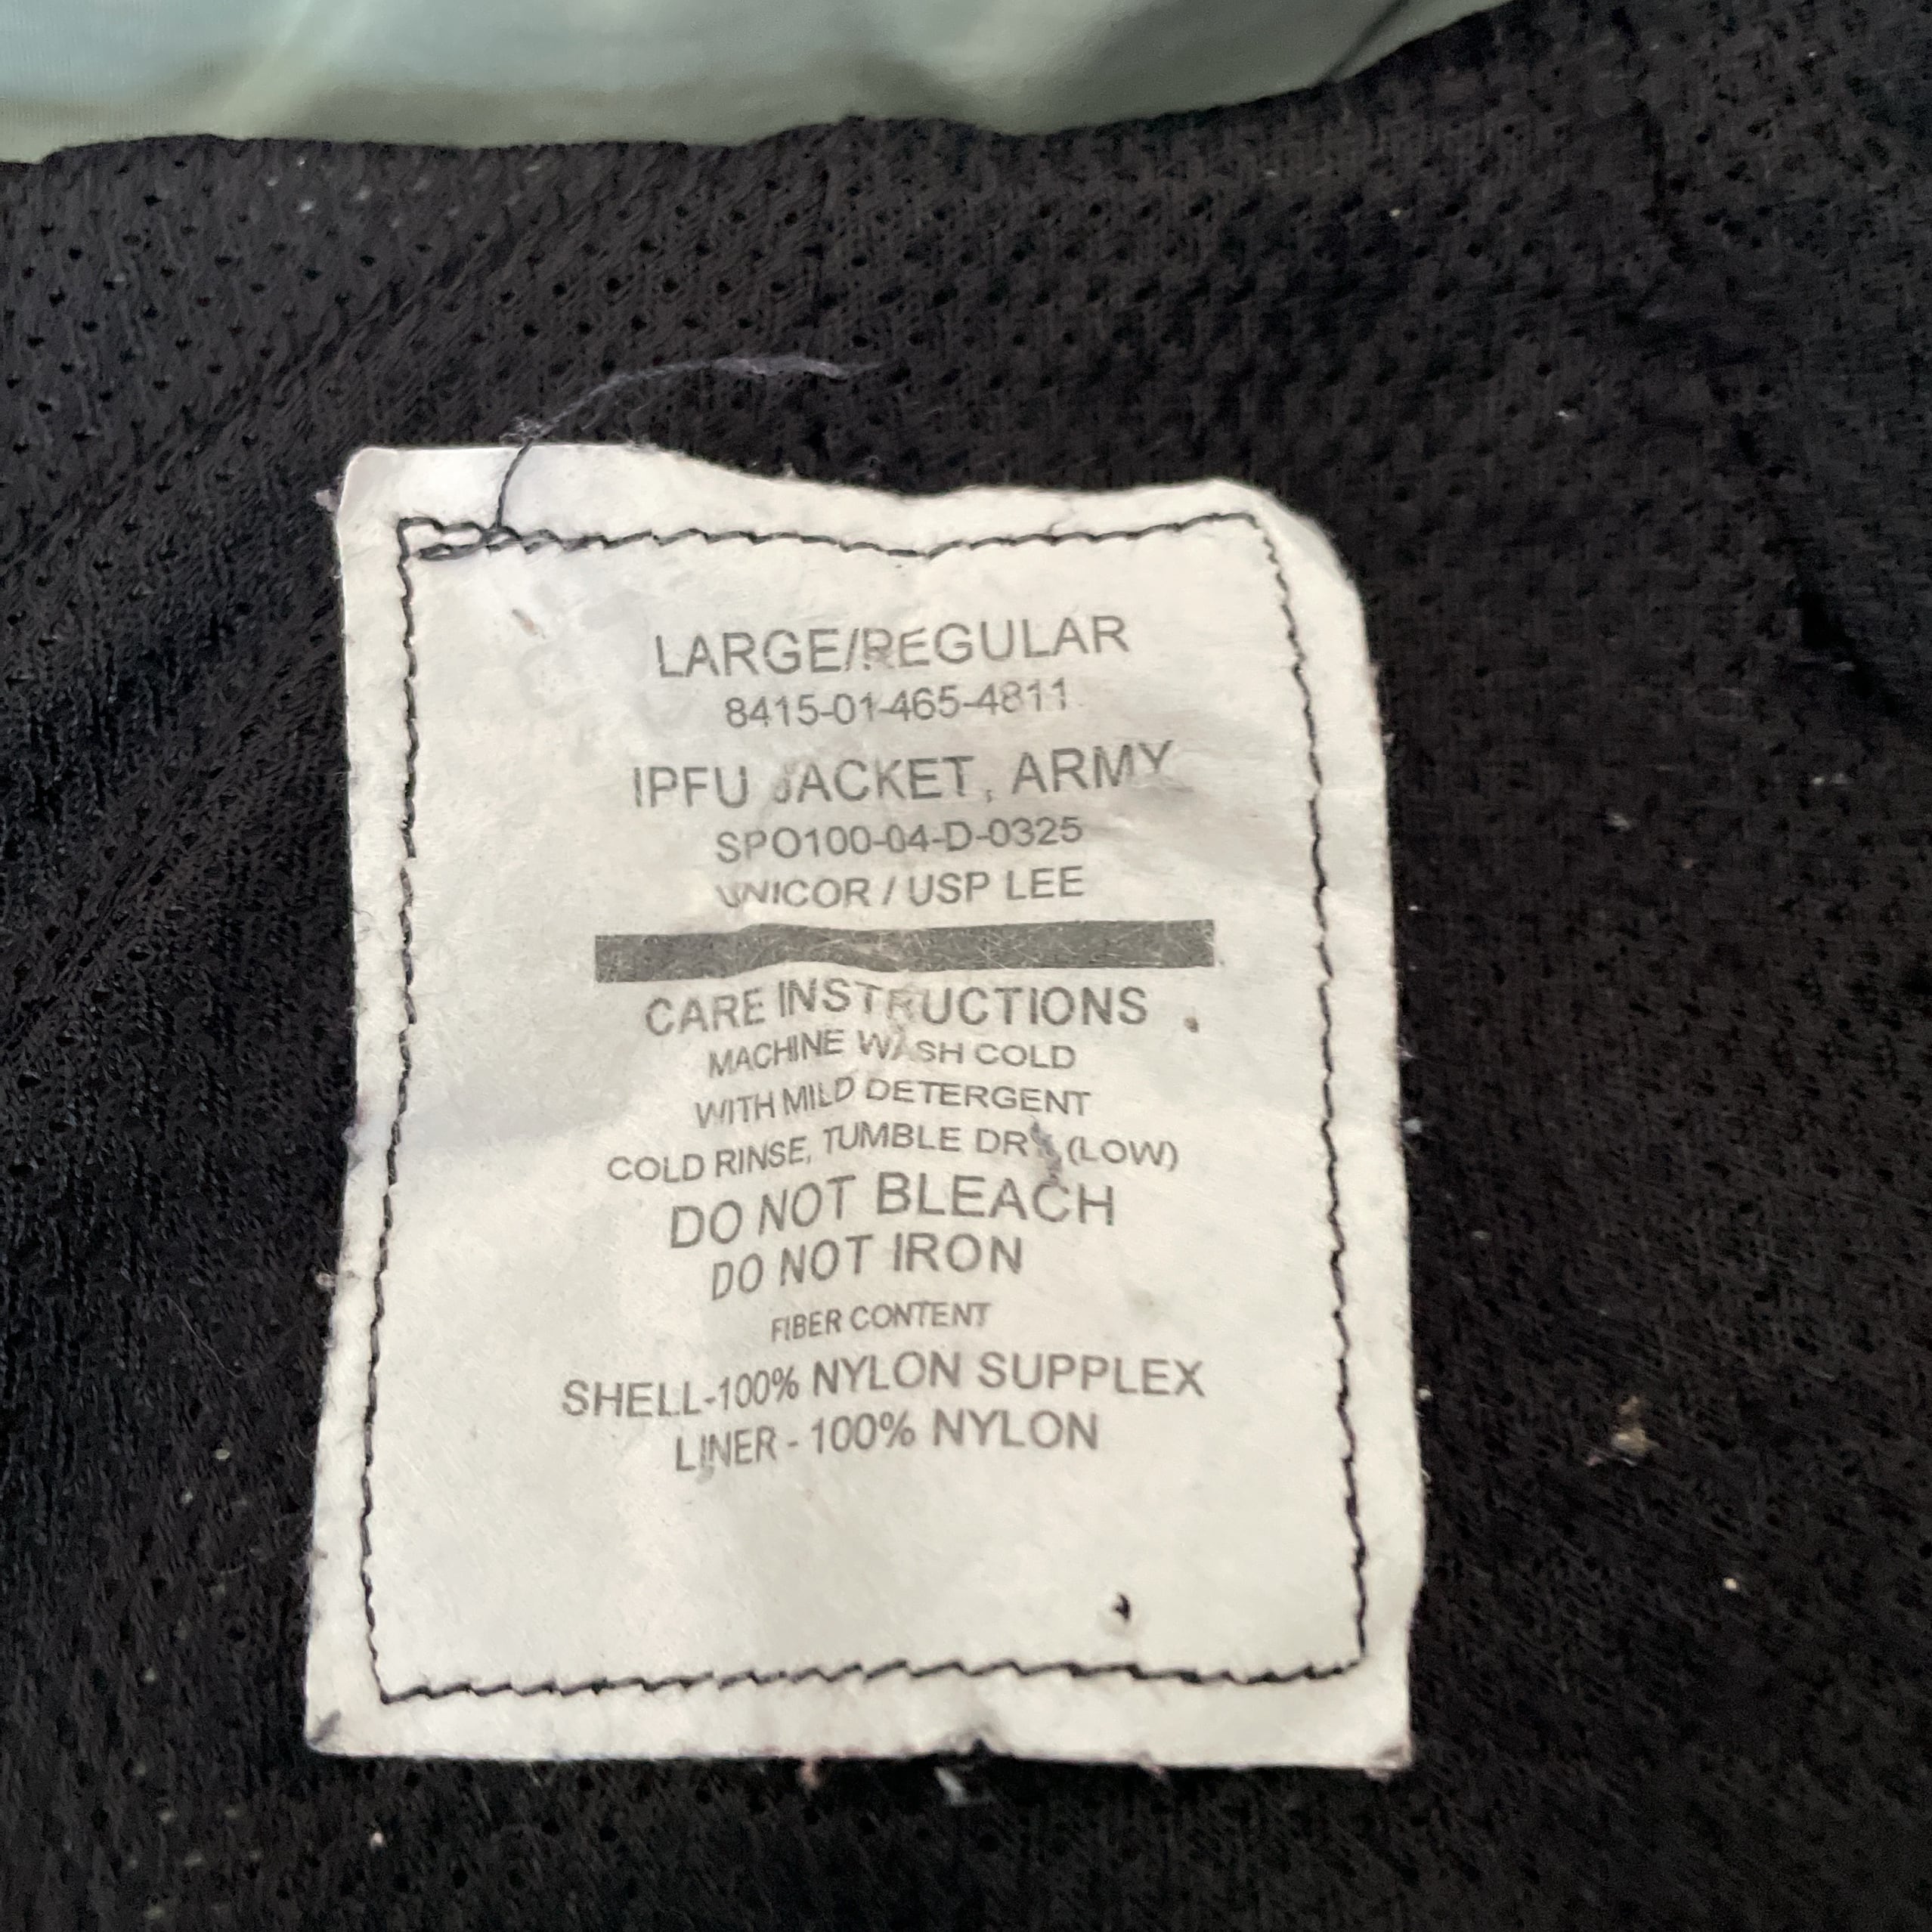 LARGE/REGULAR
8415-01-465-4811
IPFU JACKET, ARMY
SPO100-04-D-0325
UNICOR / USP LEE
CARE INSTRUCTIONS
MACHINE WASH COLD
WITH MILD DETERGENT
COLD RINSE, TUMBLE DRY (LOW)
DO NOT BLEACH
DO NOT IRON
FIBER CONTENT
SHELL-100% NYLON SUPPLEX
LINER - 100% NYLON